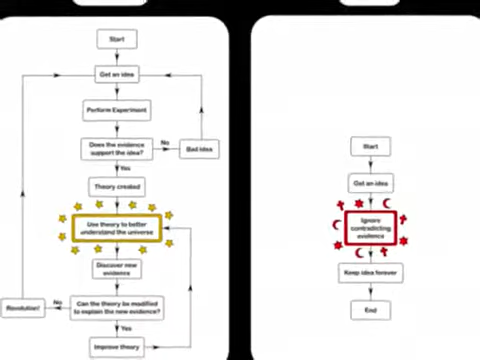 Start
Get an idea
Perform Experiment
Does the evidence
support the idea?
No
Bad idea
Yes
Theory created
Use theory to better
understand the universe
Discover new
evidence
Can the theory be modified
to explain the new evidence?
No
Revolution!
Yes
Improve theory
Start
Get an idea
Ignore
contradicting
evidence
Keep idea forever
End